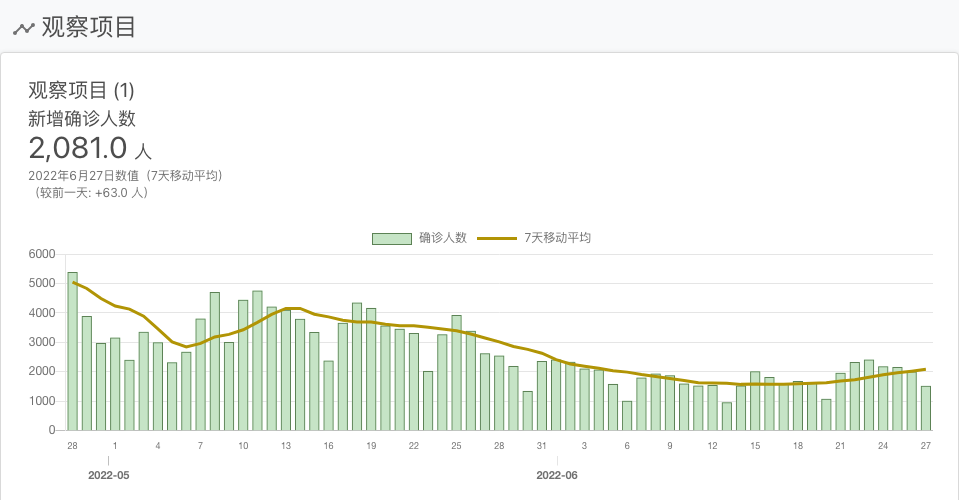 观察项目
观察项目 (1)
新增确诊人数
2,081.0 人
2022年6月27日数值（7天移动平均）
（较前一天: +63.0 人）
确诊人数 7天移动平均
6000
5000
4000
3000
2000
1000
0
28 1 4 7 10 13 16 19 22 25 28 31 3 6 9 12 15 18 21 24 27
2022-05 2022-06